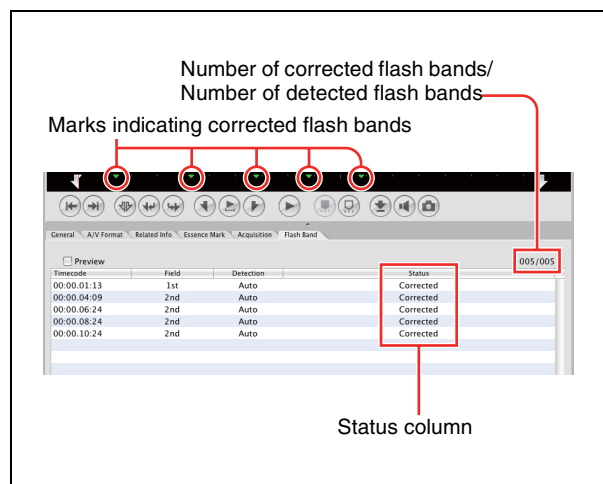 Number of corrected flash bands/
Number of detected flash bands
Marks indicating corrected flash bands
General A/V Format Related Info Essence Mark Acquisition Flash Band
Preview 005/005
Timecode Field Detection Status
00:00.01:13 1st Auto Corrected
00:00.04:09 2nd Auto Corrected
00:00.06:24 2nd Auto Corrected
00:00.08:24 2nd Auto Corrected
00:00.10:24 2nd Auto Corrected
Status column